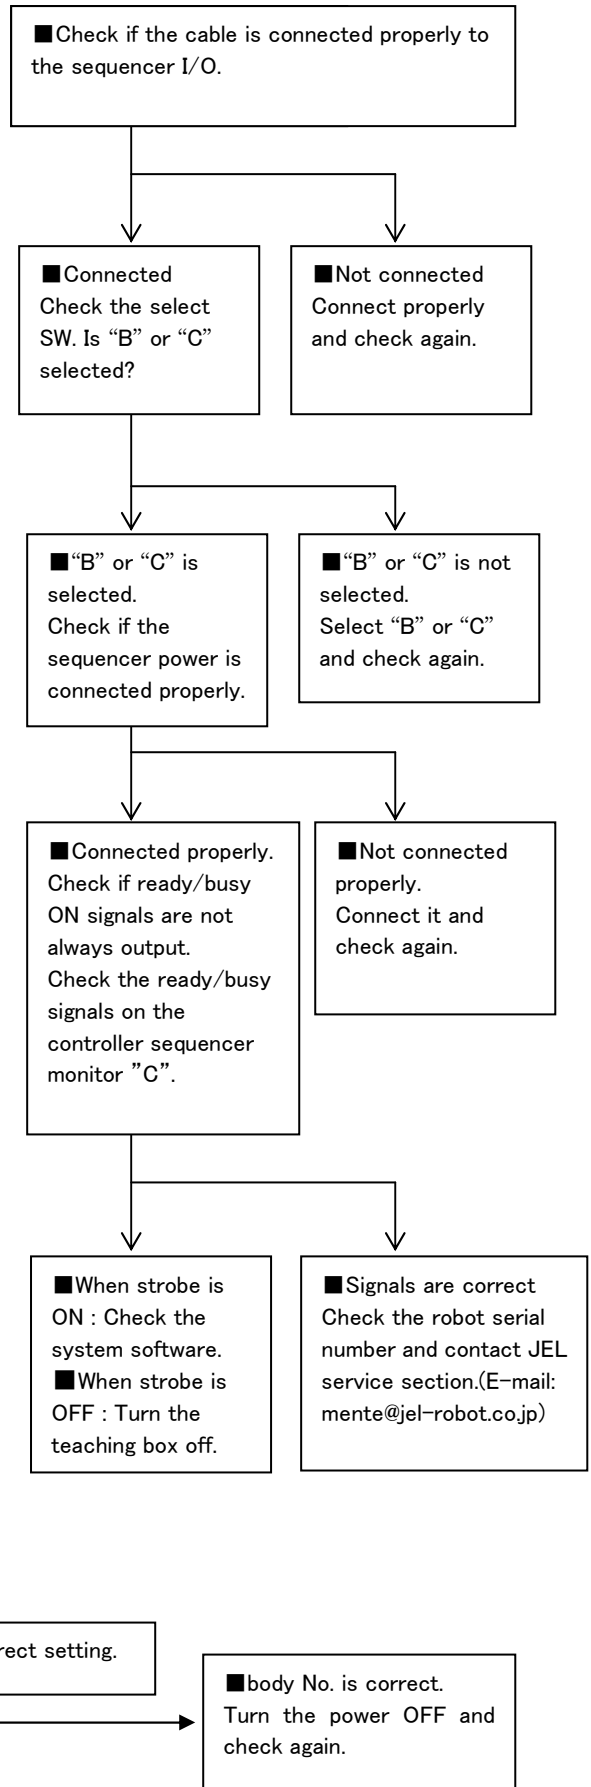 ■Check if the cable is connected properly to
the sequencer I/O.
■Connected
Check the select
SW. Is “B” or “C”
selected?
■Not connected
Connect properly
and check again.
■“B” or “C” is
selected.
Check if the
sequencer power is
connected properly.
■“B” or “C” is not
selected.
Select “B” or “C”
and check again.
■Connected properly.
Check if ready/busy
ON signals are not
always output.
Check the ready/busy
signals on the
controller sequencer
monitor ”C”.
■Not connected
properly.
Connect it and
check again.
■When strobe is
ON : Check the
system software.
■When strobe is
OFF : Turn the
teaching box off.
■Signals are correct
Check the robot serial
number and contact JEL
service section.(E-mail:
mente@jel-robot.co.jp)
rect setting.
■body No. is correct.
Turn the power OFF and
check again.